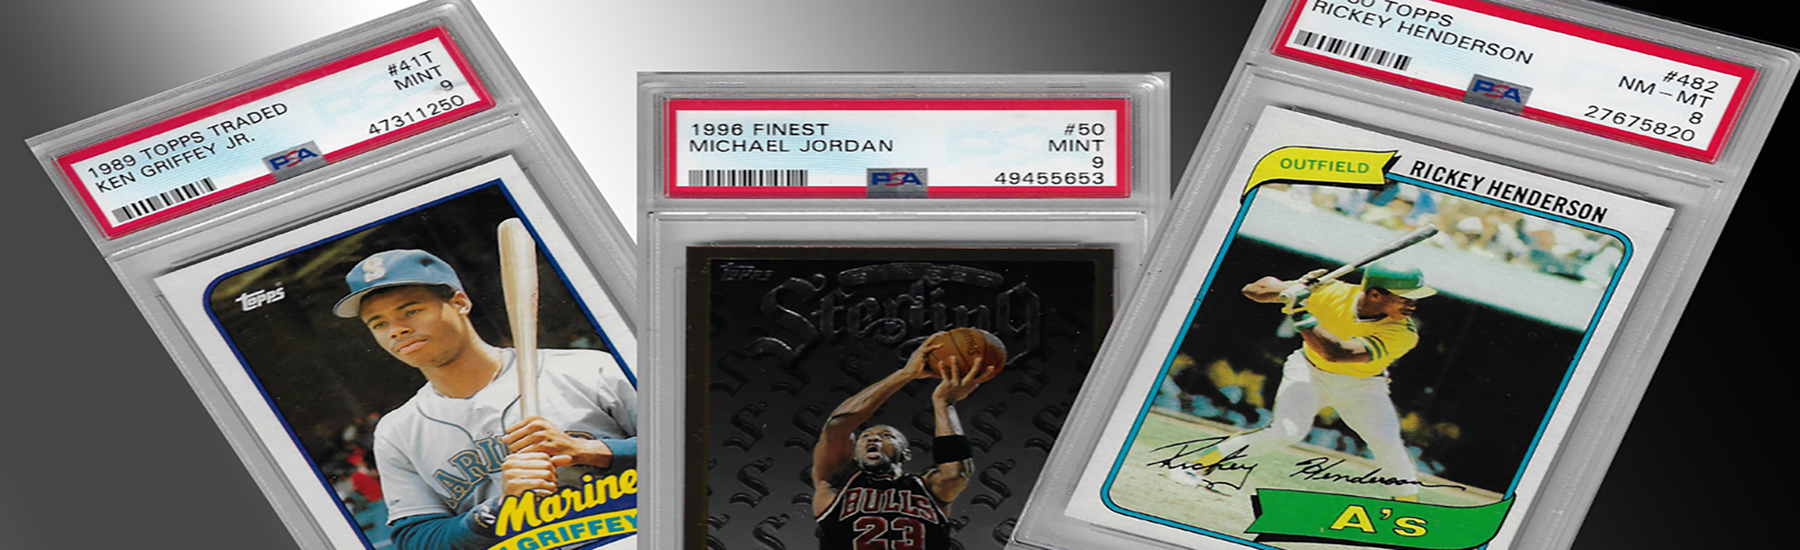 1989 TOPPS TRADED
KEN GRIFFEY JR.
#41T
MINT
9
47311250
PSA
Topps
S
Marine
GRIFFEY
1996 FINEST
MICHAEL JORDAN
#50
MINT
9
49455653
PSA
Topps
Sterling
BULLS
23
TOPPS
RICKEY HENDERSON
#482
NM-MT
8
27675820
PSA
OUTFIELD
RICKEY HENDERSON
Rickey Henderson
A's